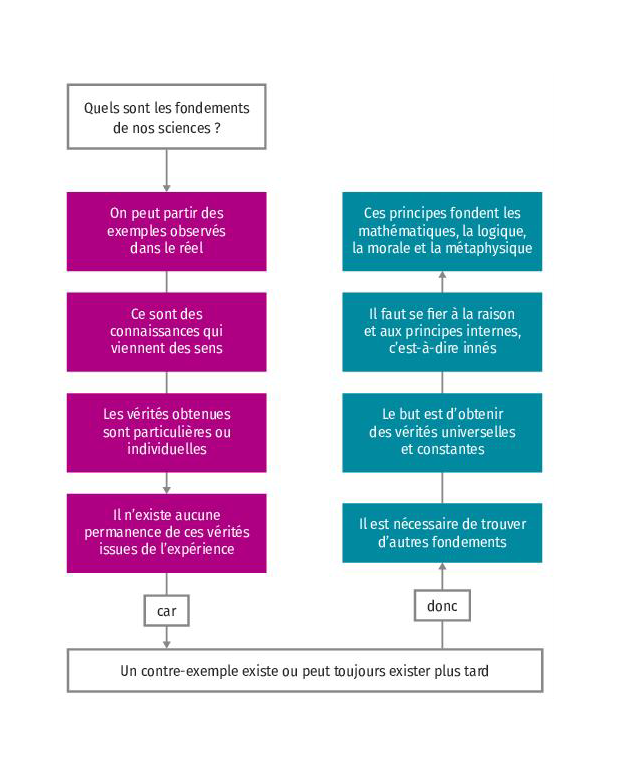 Quels sont les fondements
de nos sciences ?
On peut partir des
exemples observés
dans le réel
Ce sont des
connaissances qui
viennent des sens
Les vérités obtenues
sont particulières ou
individuelles
Il n’existe aucune
permanence de ces vérités
issues de l’expérience
car
Un contre-exemple existe ou peut toujours exister plus tard
donc
Il est nécessaire de trouver
d’autres fondements
Le but est d’obtenir
des vérités universelles
et constantes
Il faut se fier à la raison
et aux principes internes,
c’est-à-dire innés
Ces principes fondent les
mathématiques, la logique,
la morale et la métaphysique